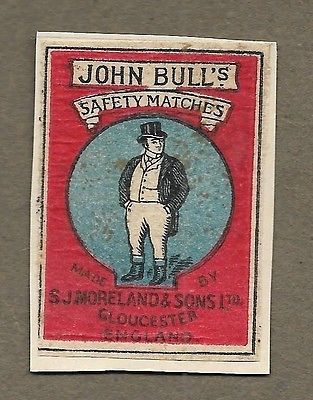 JOHN BULL'S
SAFETY MATCHES
MADE BY
S.J.MORELAND & SONS LTD.
GLOUCESTER
ENGLAND